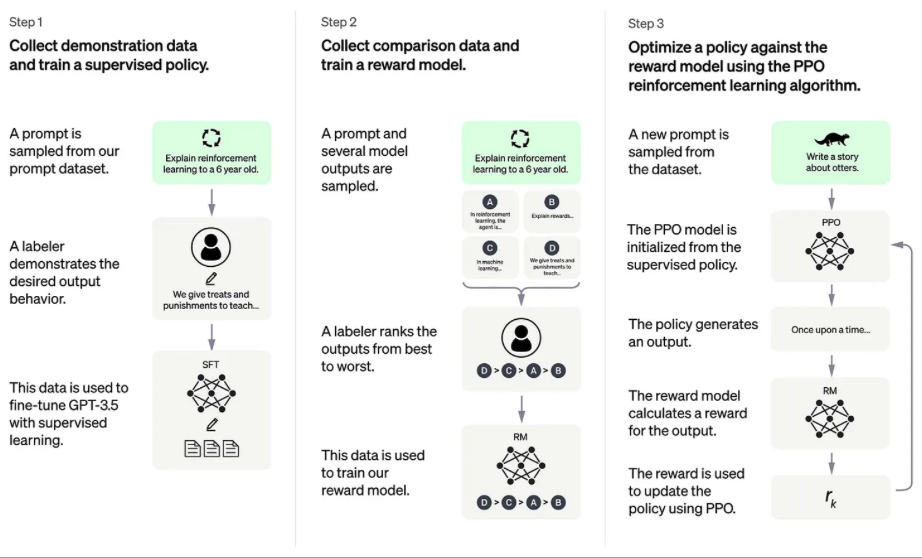 Step 1
Collect demonstration data
and train a supervised policy.
A prompt is
sampled from our
prompt dataset.
Explain reinforcement
learning to a 6 year old.
A labeler
demonstrates the
desired output
behavior.
We give treats and
punishments to teach...
This data is used to
fine-tune GPT-3.5
with supervised
learning.
SFT
Step 2
Collect comparison data and
train a reward model.
A prompt and
several model
outputs are
sampled.
Explain reinforcement
learning to a 6 year old.
A
In reinforcement
learning, the
agent is...
B
Explain rewards...
C
In machine
learning...
D
We give treats and
punishments to
teach...
A labeler ranks the
outputs from best
to worst.
D > C > A > B
This data is used
to train our
reward model.
RM
D > C > A > B
Step 3
Optimize a policy against the
reward model using the PPO
reinforcement learning algorithm.
A new prompt is
sampled from
the dataset.
Write a story
about otters.
The PPO model is
initialized from the
supervised policy.
PPO
The policy generates
an output.
Once upon a time...
The reward model
calculates a reward
for the output.
RM
The reward is used
to update the
policy using PPO.
rk